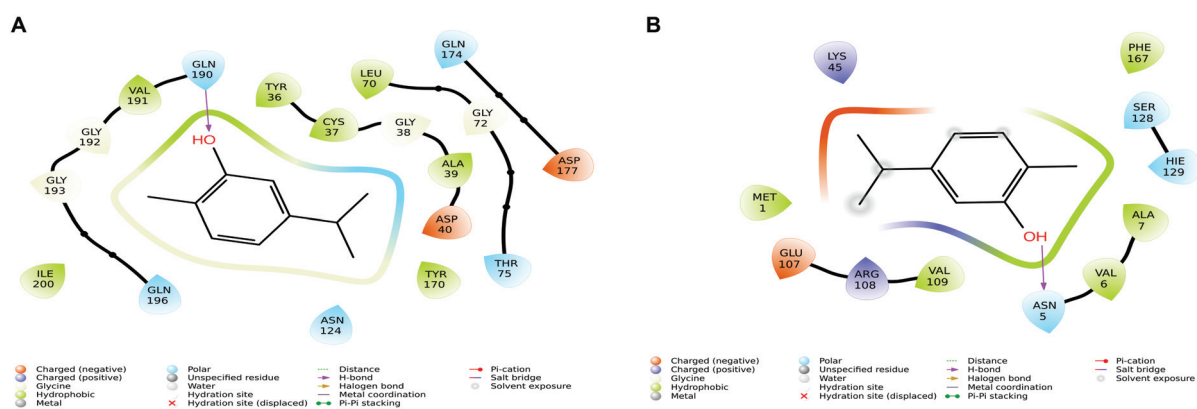 A
GLN
190
VAL
191
GLY
192
GLY
193
ILE
200
GLN
196
HO
TYR
36
CYS
37
GLY
38
ALA
39
ASP
40
LEU
70
GLY
72
THR
75
GLN
174
ASP
177
TYR
170
ASN
124
Charged (negative)
Charged (positive)
Glycine
Hydrophobic
Metal
Polar
Unspecified residue
Water
Hydration site
Hydration site (displaced)
Distance
H-bond
Halogen bond
Metal coordination
Pi-Pi stacking
Pi-cation
Salt bridge
Solvent exposure
B
LYS
45
PHE
167
SER
128
HIE
129
MET
1
GLU
107
ARG
108
VAL
109
OH
ASN
5
VAL
6
ALA
7
Charged (negative)
Charged (positive)
Glycine
Hydrophobic
Metal
Polar
Unspecified residue
Water
Hydration site
Hydration site (displaced)
Distance
H-bond
Halogen bond
Metal coordination
Pi-Pi stacking
Pi-cation
Salt bridge
Solvent exposure